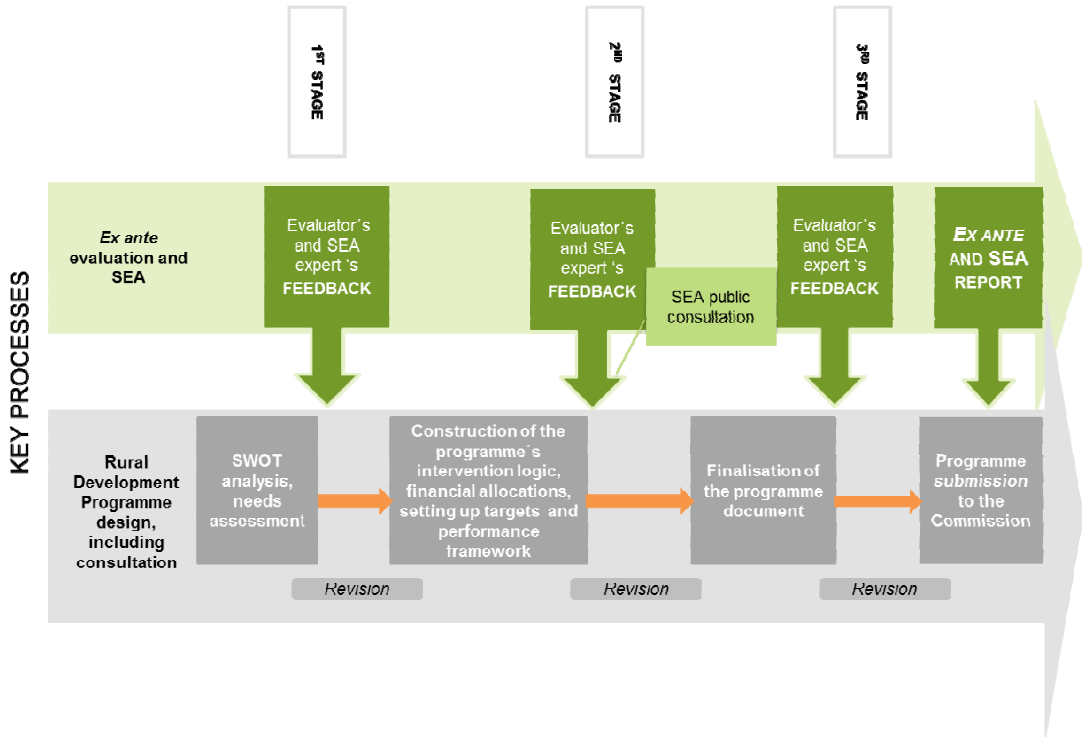 1ST STAGE
2ND STAGE
3RD STAGE
KEY PROCESSES
Ex ante
evaluation and
SEA
Evaluator´s
and SEA
expert ‘s
FEEDBACK
Evaluator´s
and SEA
expert ‘s
FEEDBACK
SEA public
consultation
Evaluator´s
and SEA
expert ‘s
FEEDBACK
EX ANTE
AND SEA
REPORT
Rural
Development
Programme
design,
including
consultation
SWOT
analysis,
needs
assessment
Construction of the
programme´s
intervention logic,
financial allocations,
setting up targets and
performance
framework
Finalisation of
the programme
document
Programme
submission
to the
Commission
Revision
Revision
Revision